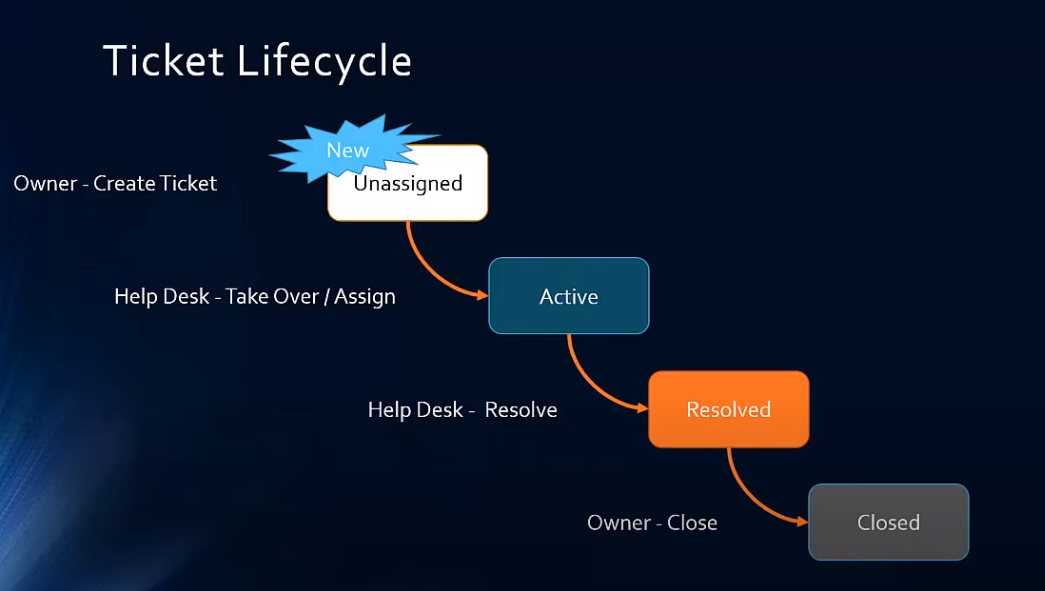 Ticket Lifecycle
New
Owner - Create Ticket
Unassigned
Help Desk - Take Over / Assign
Active
Help Desk -  Resolve
Resolved
Owner - Close
Closed